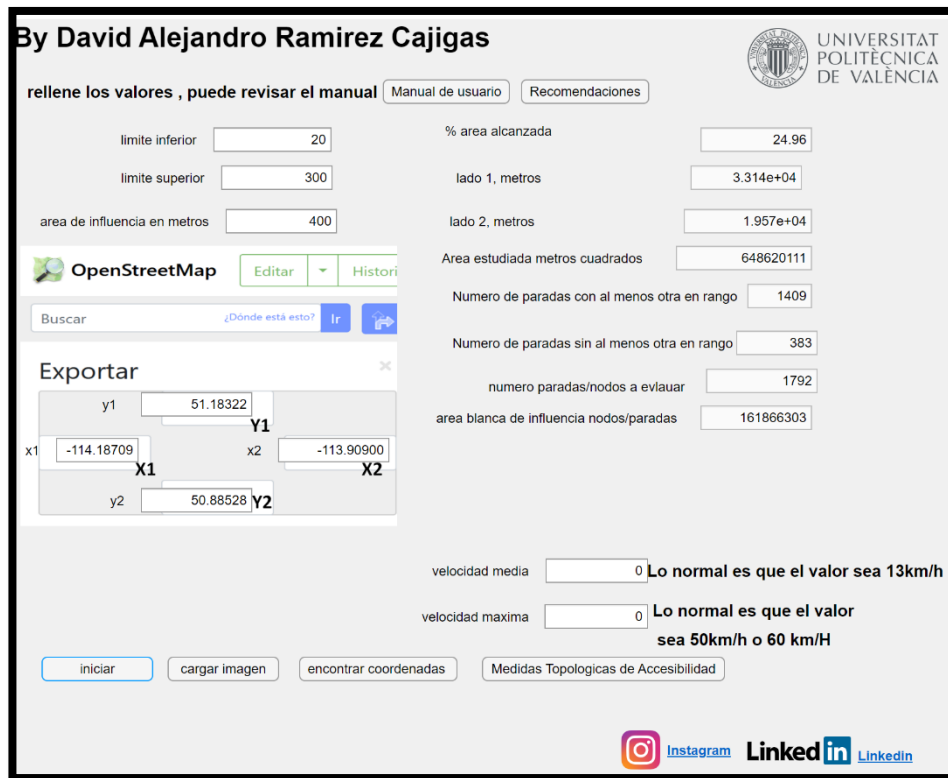 By David Alejandro Ramirez Cajigas
UNIVERSITAT
POLITÈCNICA
DE VALÈNCIA
rellene los valores , puede revisar el manual Manual de usuario Recomendaciones
limite inferior 20
limite superior 300
area de influencia en metros 400
% area alcanzada 24.96
lado 1, metros 3.314e+04
lado 2, metros 1.957e+04
Area estudiada metros cuadrados 648620111
Numero de paradas con al menos otra en rango 1409
Numero de paradas sin al menos otra en rango 383
numero paradas/nodos a evlauar 1792
area blanca de influencia nodos/paradas 161866303
OpenStreetMap Editar Histori
Buscar ¿Dónde está esto? Ir
Exportar ×
y1 51.18322
Y1
x1 -114.18709 x2 -113.90900
X1 X2
y2 50.88528 Y2
velocidad media 0 Lo normal es que el valor sea 13km/h
velocidad maxima 0 Lo normal es que el valor
sea 50km/h o 60 km/H
iniciar cargar imagen encontrar coordenadas Medidas Topologicas de Accesibilidad
Instagram Linked in Linkedin